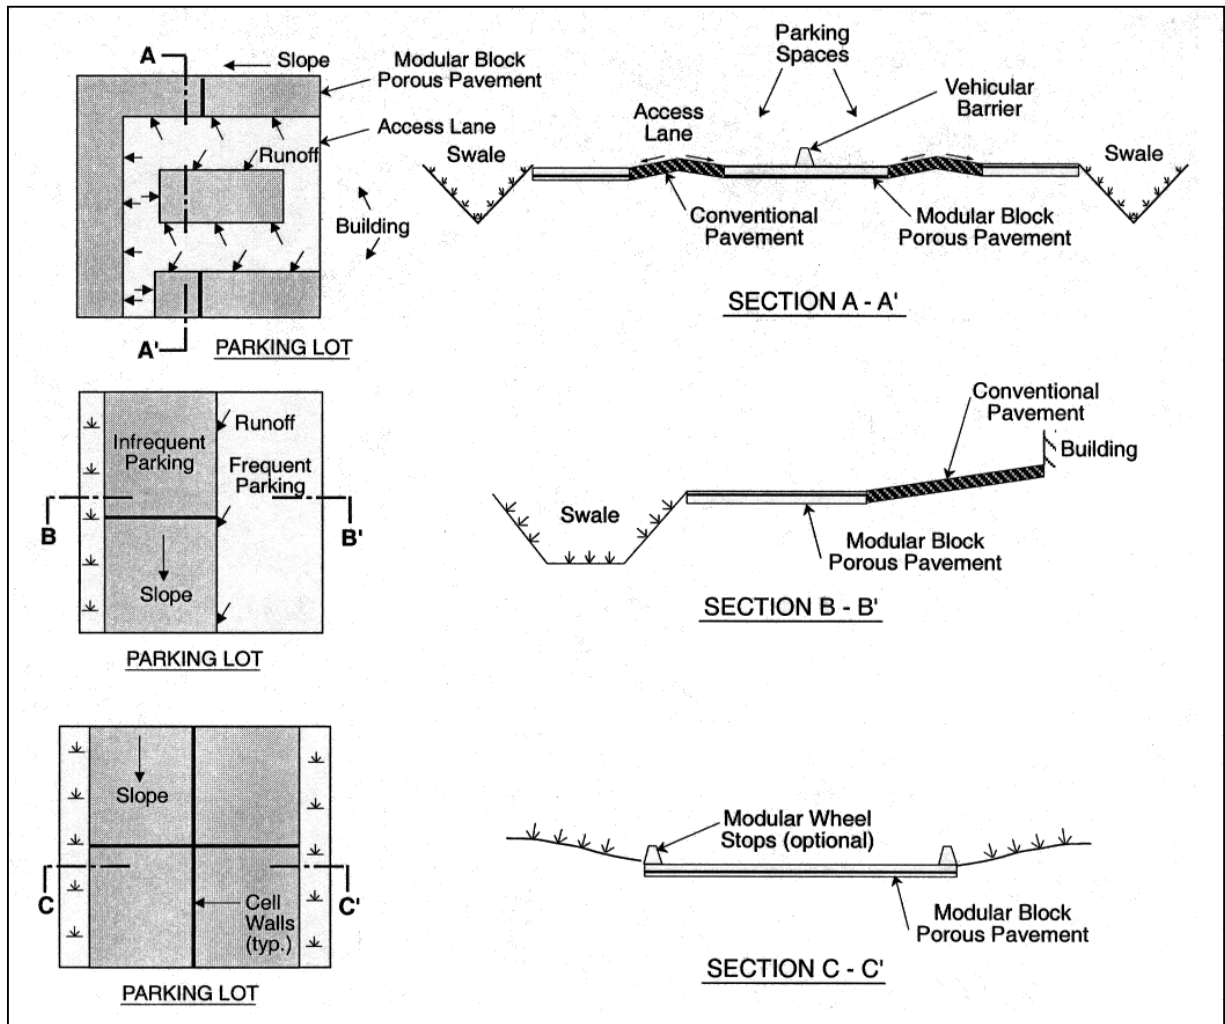 A
Slope
Modular Block
Porous Pavement
Access Lane
Runoff
Building
A'
PARKING LOT
Parking
Spaces
Vehicular
Barrier
Access
Lane
Swale
Swale
Conventional
Pavement
Modular Block
Porous Pavement
SECTION A - A'
Infrequent
Parking
Runoff
Frequent
Parking
B
B'
Slope
PARKING LOT
Conventional
Pavement
Building
Swale
Modular Block
Porous Pavement
SECTION B - B'
Slope
C
C'
Cell
Walls
(typ.)
PARKING LOT
Modular Wheel
Stops (optional)
Modular Block
Porous Pavement
SECTION C - C'